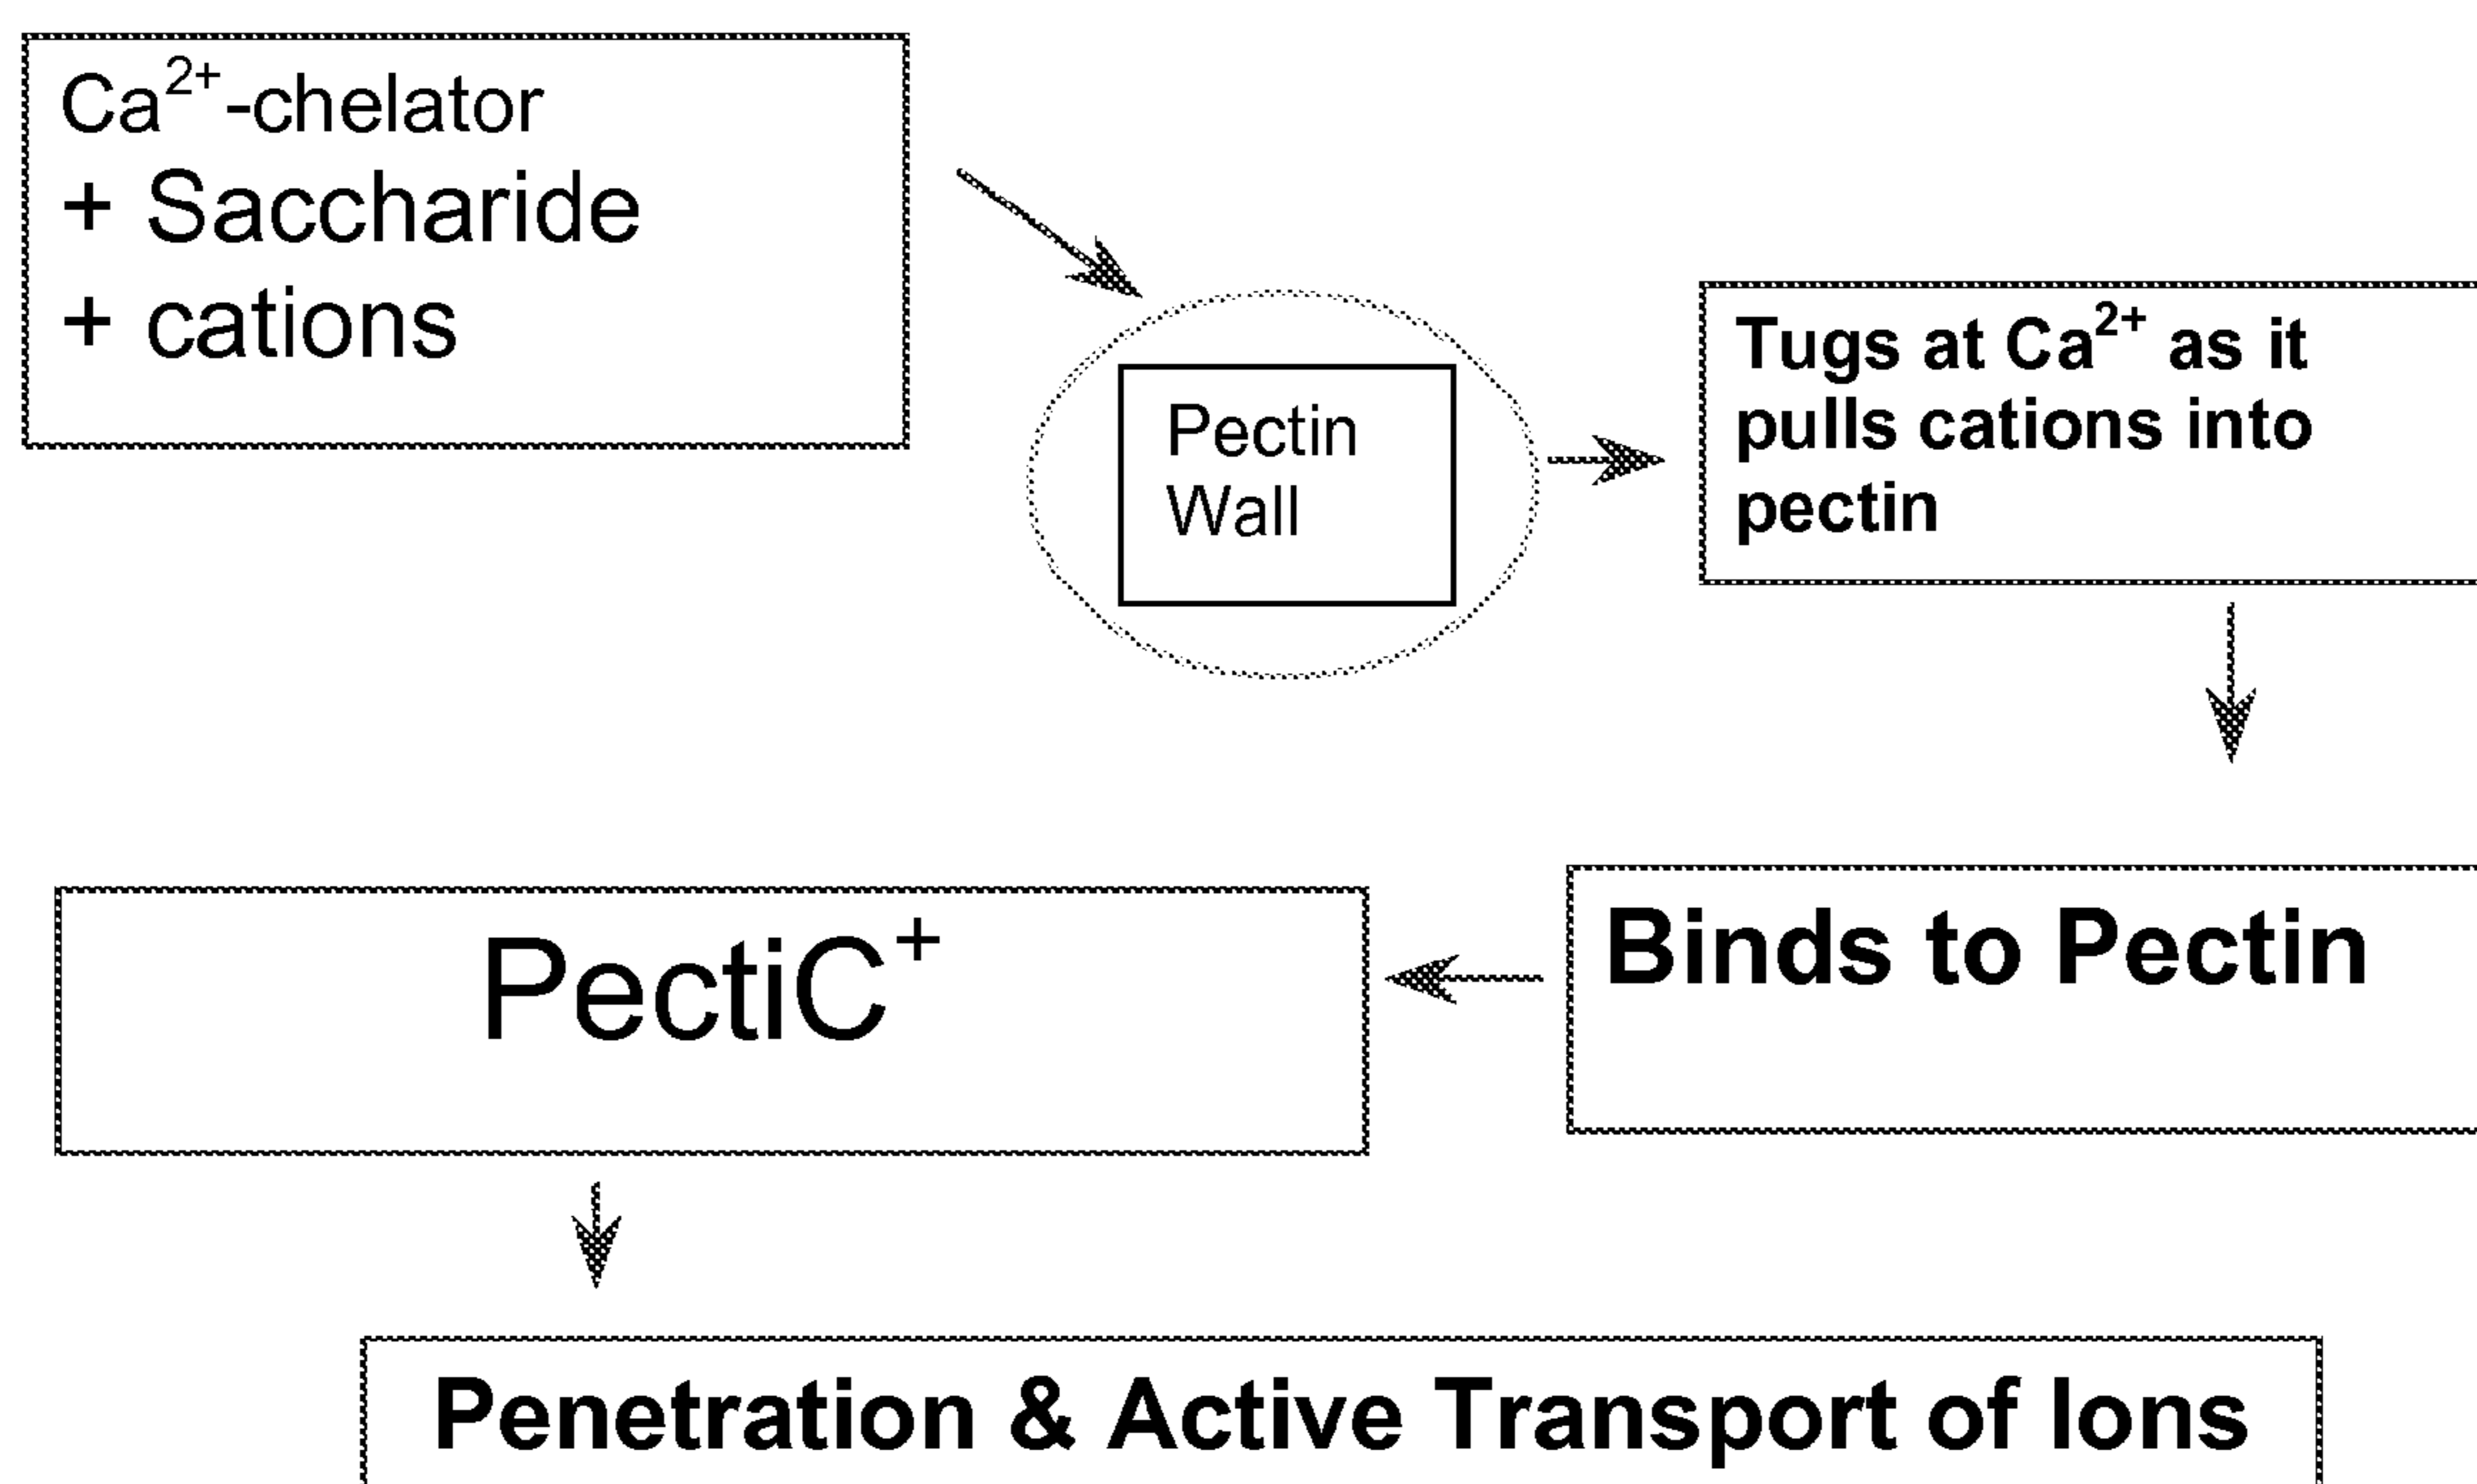 Ca²⁺-chelator
+ Saccharide
+ cations
Pectin
Wall
Tugs at Ca²⁺ as it
pulls cations into
pectin
Binds to Pectin
PectiC⁺
Penetration & Active Transport of Ions